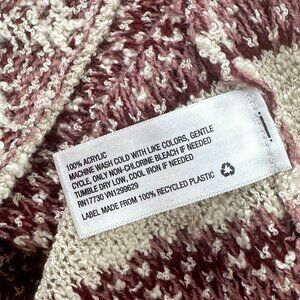 100% ACRYLIC
MACHINE WASH COLD WITH LIKE COLORS, GENTLE
CYCLE, ONLY NON-CHLORINE BLEACH IF NEEDED
TUMBLE DRY LOW, COOL IRON IF NEEDED
RN17730 VN1299629
LABEL MADE FROM 100% RECYCLED PLASTIC